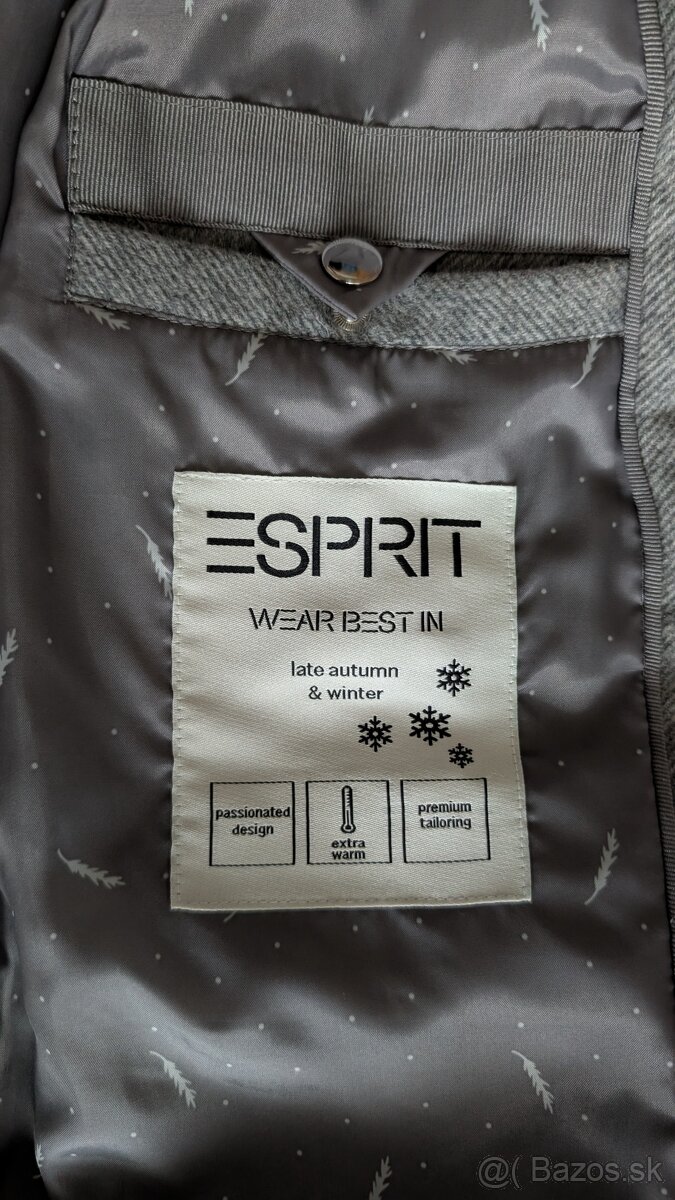 ESPRIT
WEAR BEST IN
late autumn
& winter
passionated
design
extra
warm
premium
tailoring
@( Bazos.sk